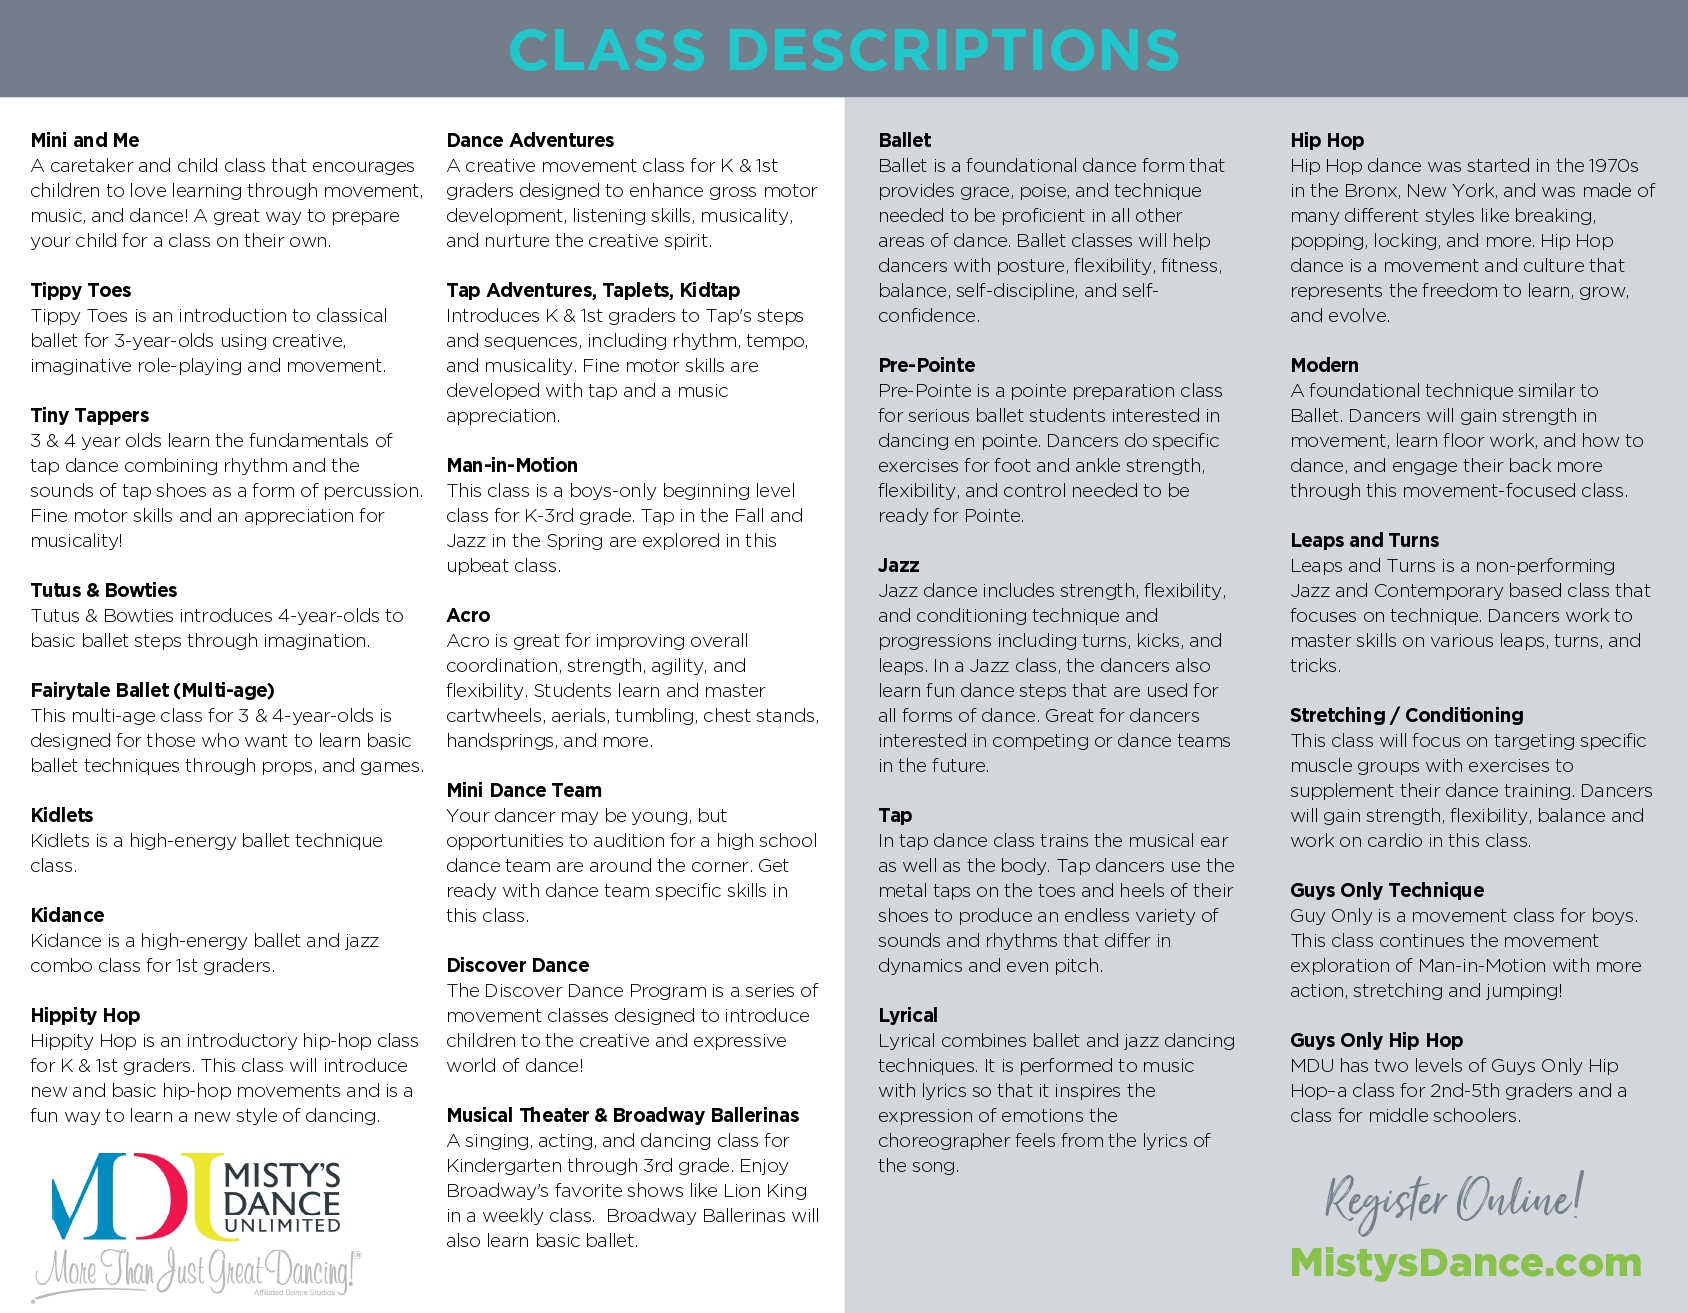 CLASS DESCRIPTIONS
Mini and Me
A caretaker and child class that encourages
children to love learning through movement,
music, and dance! A great way to prepare
your child for a class on their own.
Tippy Toes
Tippy Toes is an introduction to classical
ballet for 3-year-olds using creative,
imaginative role-playing and movement.
Tiny Tappers
3 & 4 year olds learn the fundamentals of
tap dance combining rhythm and the
sounds of tap shoes as a form of percussion.
Fine motor skills and an appreciation for
musicality!
Tutus & Bowties
Tutus & Bowties introduces 4-year-olds to
basic ballet steps through imagination.
Fairytale Ballet (Multi-age)
This multi-age class for 3 & 4-year-olds is
designed for those who want to learn basic
ballet techniques through props, and games.
Kidlets
Kidlets is a high-energy ballet technique
class.
Kidance
Kidance is a high-energy ballet and jazz
combo class for 1st graders.
Hippity Hop
Hippity Hop is an introductory hip-hop class
for K & 1st graders. This class will introduce
new and basic hip-hop movements and is a
fun way to learn a new style of dancing.
MDU
MISTY'S
DANCE
UNLIMITED
More Than Just Great Dancing!®
Affiliated Dance Studios
Dance Adventures
A creative movement class for K & 1st
graders designed to enhance gross motor
development, listening skills, musicality,
and nurture the creative spirit.
Tap Adventures, Taplets, Kidtap
Introduces K & 1st graders to Tap's steps
and sequences, including rhythm, tempo,
and musicality. Fine motor skills are
developed with tap and a music
appreciation.
Man-in-Motion
This class is a boys-only beginning level
class for K-3rd grade. Tap in the Fall and
Jazz in the Spring are explored in this
upbeat class.
Acro
Acro is great for improving overall
coordination, strength, agility, and
flexibility. Students learn and master
cartwheels, aerials, tumbling, chest stands,
handsprings, and more.
Mini Dance Team
Your dancer may be young, but
opportunities to audition for a high school
dance team are around the corner. Get
ready with dance team specific skills in
this class.
Discover Dance
The Discover Dance Program is a series of
movement classes designed to introduce
children to the creative and expressive
world of dance!
Musical Theater & Broadway Ballerinas
A singing, acting, and dancing class for
Kindergarten through 3rd grade. Enjoy
Broadway's favorite shows like Lion King
in a weekly class. Broadway Ballerinas will
also learn basic ballet.
Ballet
Ballet is a foundational dance form that
provides grace, poise, and technique
needed to be proficient in all other
areas of dance. Ballet classes will help
dancers with posture, flexibility, fitness,
balance, self-discipline, and self-
confidence.
Pre-Pointe
Pre-Pointe is a pointe preparation class
for serious ballet students interested in
dancing en pointe. Dancers do specific
exercises for foot and ankle strength,
flexibility, and control needed to be
ready for Pointe.
Jazz
Jazz dance includes strength, flexibility,
and conditioning technique and
progressions including turns, kicks, and
leaps. In a Jazz class, the dancers also
learn fun dance steps that are used for
all forms of dance. Great for dancers
interested in competing or dance teams
in the future.
Tap
In tap dance class trains the musical ear
as well as the body. Tap dancers use the
metal taps on the toes and heels of their
shoes to produce an endless variety of
sounds and rhythms that differ in
dynamics and even pitch.
Lyrical
Lyrical combines ballet and jazz dancing
techniques. It is performed to music
with lyrics so that it inspires the
expression of emotions the
choreographer feels from the lyrics of
the song.
Hip Hop
Hip Hop dance was started in the 1970s
in the Bronx, New York, and was made of
many different styles like breaking,
popping, locking, and more. Hip Hop
dance is a movement and culture that
represents the freedom to learn, grow,
and evolve.
Modern
A foundational technique similar to
Ballet. Dancers will gain strength in
movement, learn floor work, and how to
dance, and engage their back more
through this movement-focused class.
Leaps and Turns
Leaps and Turns is a non-performing
Jazz and Contemporary based class that
focuses on technique. Dancers work to
master skills on various leaps, turns, and
tricks.
Stretching / Conditioning
This class will focus on targeting specific
muscle groups with exercises to
supplement their dance training. Dancers
will gain strength, flexibility, balance and
work on cardio in this class.
Guys Only Technique
Guy Only is a movement class for boys.
This class continues the movement
exploration of Man-in-Motion with more
action, stretching and jumping!
Guys Only Hip Hop
MDU has two levels of Guys Only Hip
Hop–a class for 2nd-5th graders and a
class for middle schoolers.
Register Online!
MistysDance.com